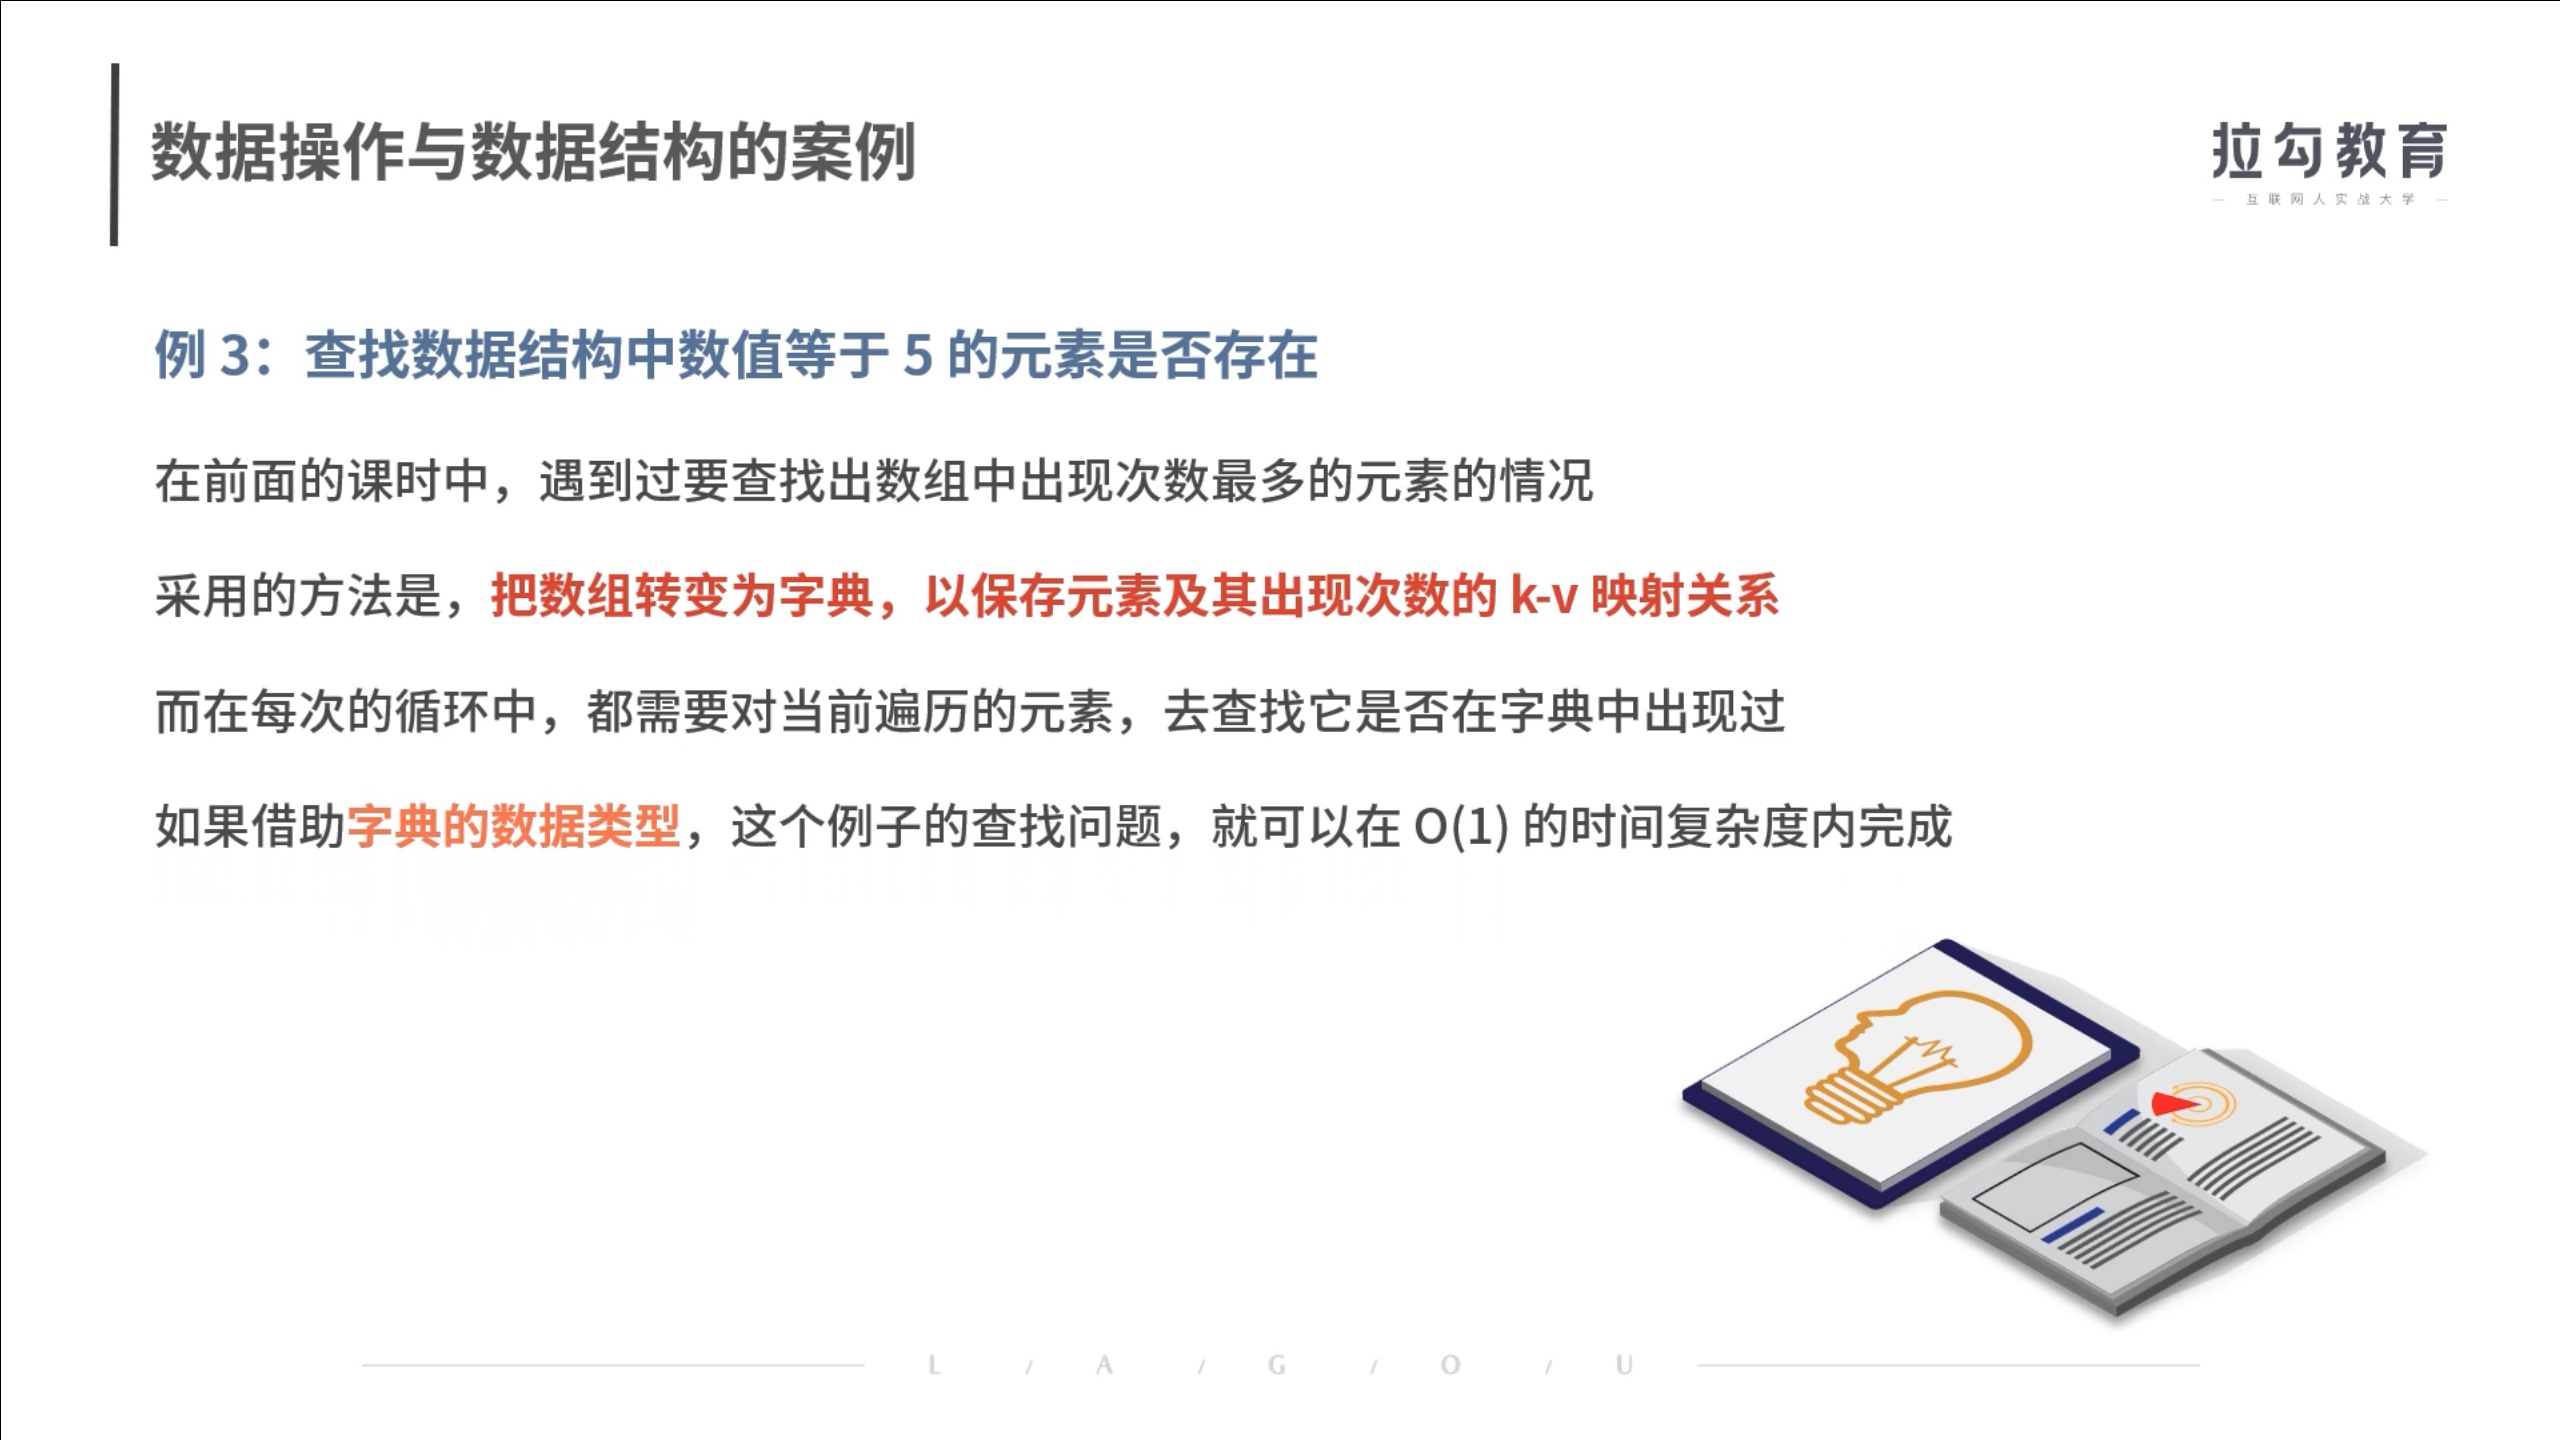 数据操作与数据结构的案例
拉勾教育
— 互联网人实战大学 —
例 3：查找数据结构中数值等于 5 的元素是否存在
在前面的课时中，遇到过要查找出数组中出现次数最多的元素的情况
采用的方法是，把数组转变为字典，以保存元素及其出现次数的 k-v 映射关系
而在每次的循环中，都需要对当前遍历的元素，去查找它是否在字典中出现过
如果借助字典的数据类型，这个例子的查找问题，就可以在 O(1) 的时间复杂度内完成
L / A / G / O / U